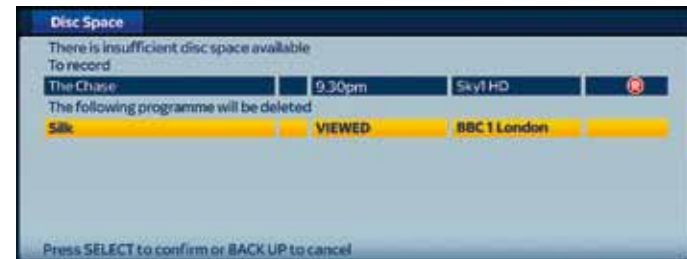 Disc Space
There is insufficient disc space available
To record
The Chase 9.30pm Sky1 HD R
The following programme will be deleted
Silk VIEWED BBC 1 London
Press SELECT to confirm or BACK UP to cancel